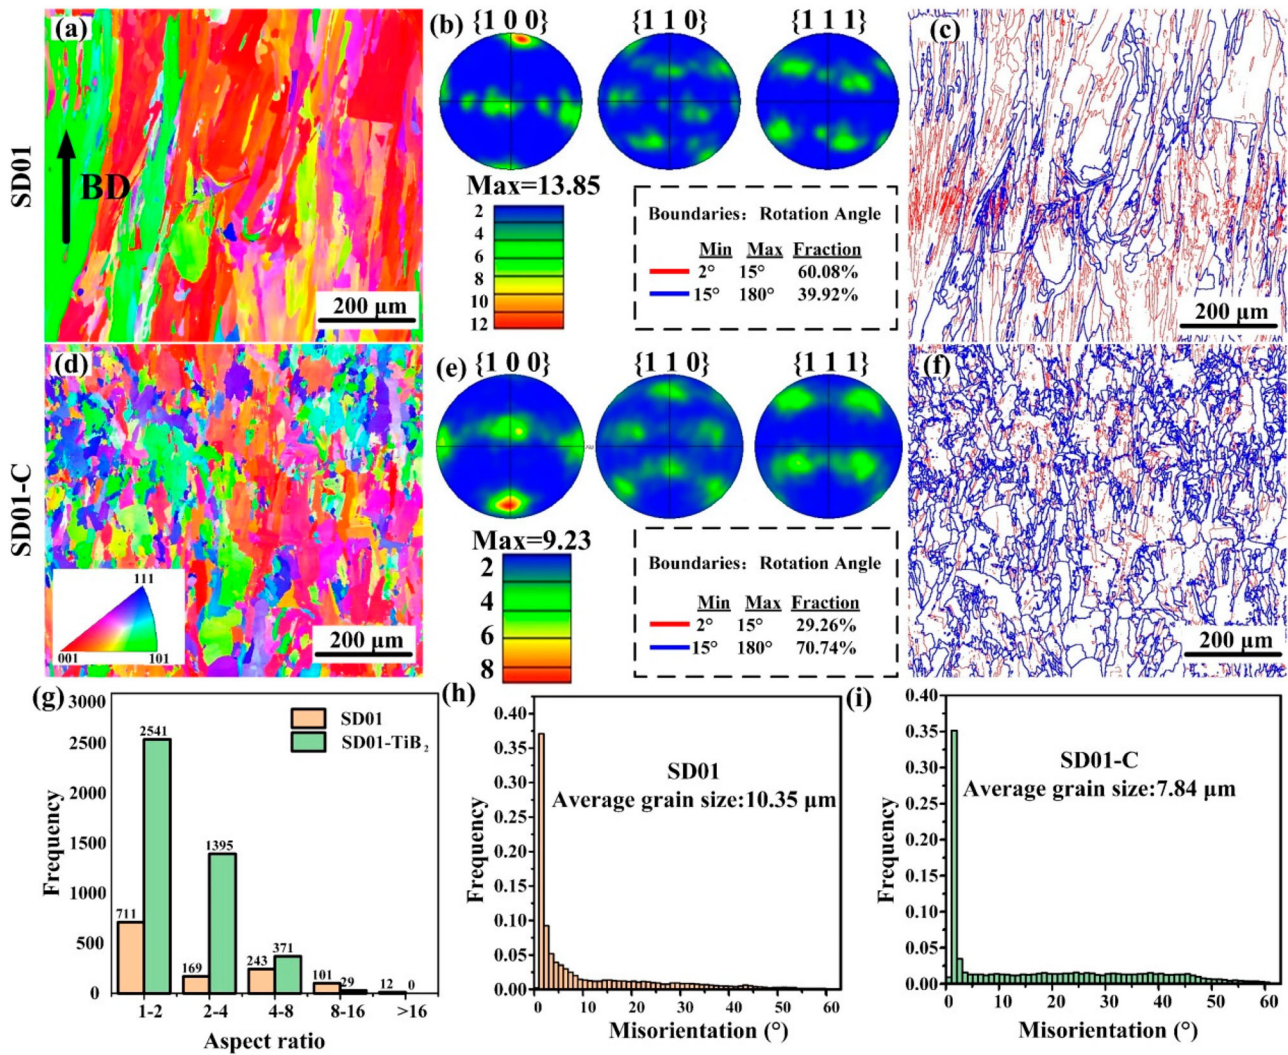 (a)
SD01
BD
200 μm
(b)
{1 0 0}
{1 1 0}
{1 1 1}
Max=13.85
2
4
6
8
10
12
Boundaries: Rotation Angle
Min Max Fraction
2° 15° 60.08%
15° 180° 39.92%
(c)
200 μm
(d)
SD01-C
111
001
101
200 μm
(e)
{1 0 0}
{1 1 0}
{1 1 1}
Max=9.23
2
4
6
8
Boundaries: Rotation Angle
Min Max Fraction
2° 15° 29.26%
15° 180° 70.74%
(f)
200 μm
(g)
3000
2500
2000
1500
1000
500
0
Frequency
SD01
SD01-TiB₂
711
2541
169
1395
243
371
101
29
12
0
1-2
2-4
4-8
8-16
>16
Aspect ratio
(h)
0.40
0.35
0.30
0.25
0.20
0.15
0.10
0.05
0.00
Frequency
SD01
Average grain size:10.35 μm
0 10 20 30 40 50 60
Misorientation (°)
(i)
0.40
0.35
0.30
0.25
0.20
0.15
0.10
0.05
0.00
Frequency
SD01-C
Average grain size:7.84 μm
0 10 20 30 40 50 60
Misorientation (°)